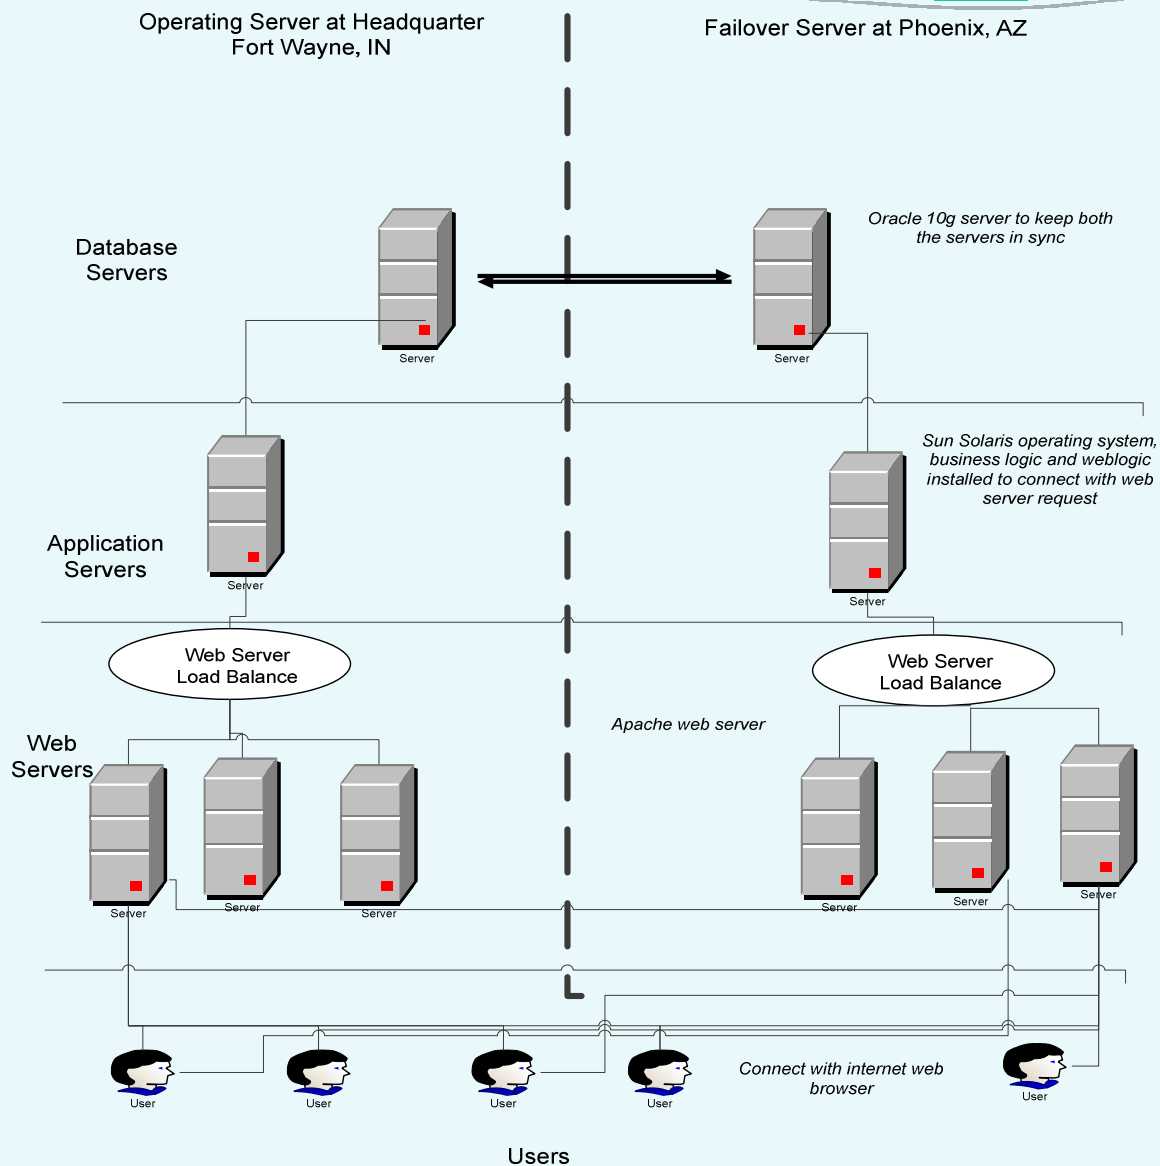 Operating Server at Headquarter
Fort Wayne, IN
Failover Server at Phoenix, AZ
Database
Servers
Oracle 10g server to keep both
the servers in sync
Server
Server
Sun Solaris operating system,
business logic and weblogic
installed to connect with web
server request
Application
Servers
Server
Server
Web Server
Load Balance
Web Server
Load Balance
Apache web server
Web
Servers
Server
Server
Server
Server
Server
Server
Connect with internet web
browser
User
User
User
User
User
Users